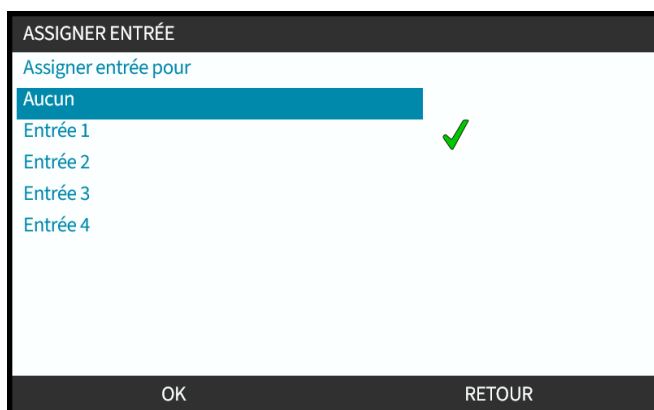 ASSIGNER ENTRÉE
Assigner entrée pour
Aucun
Entrée 1
Entrée 2
Entrée 3
Entrée 4
OK RETOUR